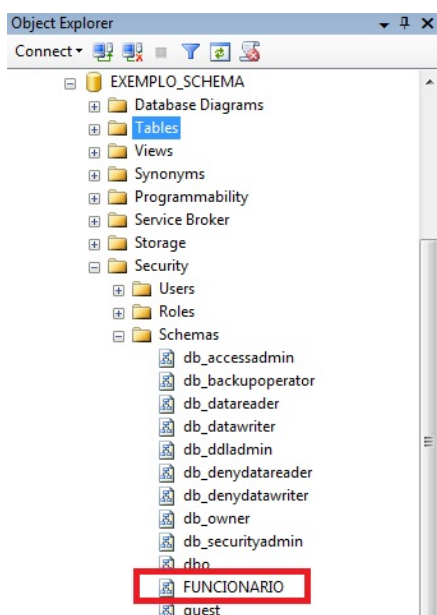 Object Explorer
Connect
EXEMPLO_SCHEMA
Database Diagrams
Tables
Views
Synonyms
Programmability
Service Broker
Storage
Security
Users
Roles
Schemas
db_accessadmin
db_backupoperator
db_datareader
db_datawriter
db_ddladmin
db_denydatareader
db_denydatawriter
db_owner
db_securityadmin
dbo
FUNCIONARIO
guest